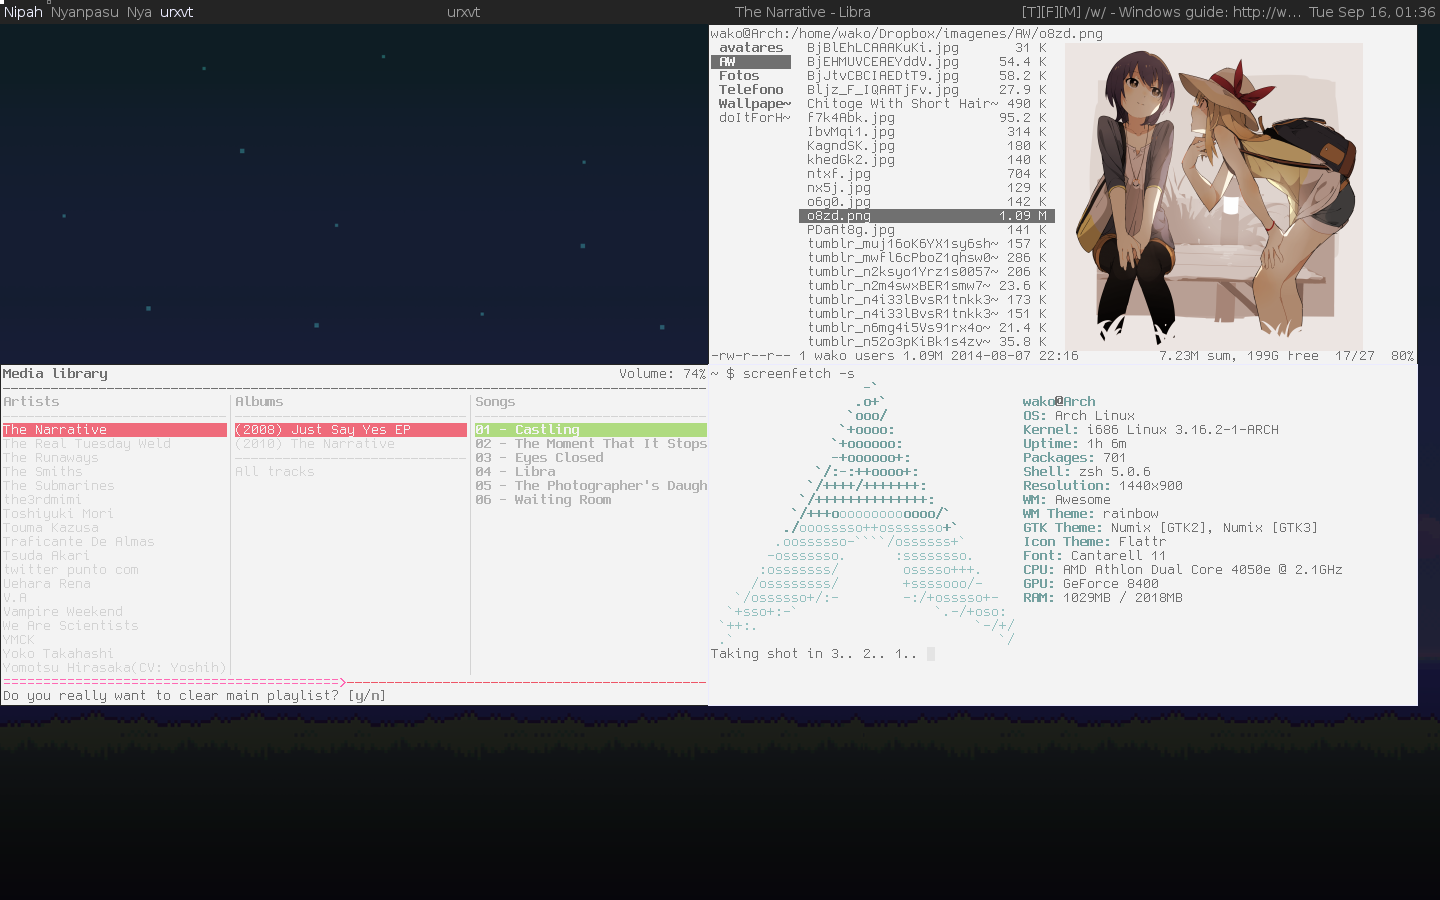 Nipah Nyanpasu Nya urxvt urxvt The Narrative - Libra [T][F][M] /w/ - Windows guide: http://w... Tue Sep 16, 01:36
wako@Arch:/home/wako/Dropbox/imagenes/AW/o8zd.png
avatares BjBlEhLCAAAKuKi.jpg 31 K
AW BjEHMUVCEAEYddV.jpg 54.4 K
Fotos BjJtvCBCIAEDtT9.jpg 58.2 K
Telefono Bljz_F_IQAATjFv.jpg 27.9 K
Wallpape~ Chitoge With Short Hair~ 490 K
doItForH~ f7k4Abk.jpg 95.2 K
IbvMqi1.jpg 314 K
KagndSK.jpg 180 K
khedGk2.jpg 140 K
ntxf.jpg 704 K
nx5j.jpg 129 K
o6g0.jpg 142 K
o8zd.png 1.09 M
PDaAt8g.jpg 141 K
tumblr_muj16oK6YX1sy6sh~ 157 K
tumblr_mwfl6cPboZ1qhsw0~ 286 K
tumblr_n2ksyo1Yrz1s0057~ 206 K
tumblr_n2m4swxBER1smw7~ 23.6 K
tumblr_n4i33lBvsR1tnkk3~ 173 K
tumblr_n4i33lBvsR1tnkk3~ 151 K
tumblr_n6mg4i5Vs91rx4o~ 21.4 K
tumblr_n52o3pKiBk1s4zv~ 35.8 K
-rw-r--r-- 1 wako users 1.09M 2014-08-07 22:16 7.23M sum, 199G free 17/27 80%
Media library Volume: 74%
Artists Albums Songs
The Narrative (2008) Just Say Yes EP 01 - Castling
The Real Tuesday Weld (2010) The Narrative 02 - The Moment That It Stops
The Runaways 03 - Eyes Closed
The Smiths All tracks 04 - Libra
The Submarines 05 - The Photographer's Daugh
the3rdmimi 06 - Waiting Room
Toshiyuki Mori
Touma Kazusa
Traficante De Almas
Tsuda Akari
twitter punto com
Uehara Rena
V.A
Vampire Weekend
We Are Scientists
YMCK
Yoko Takahashi
Yomotsu Hirasaka(CV: Yoshih)
Do you really want to clear main playlist? [y/n]
~ $ screenfetch -s
wako@Arch
OS: Arch Linux
Kernel: i686 Linux 3.16.2-1-ARCH
Uptime: 1h 6m
Packages: 701
Shell: zsh 5.0.6
Resolution: 1440x900
WM: Awesome
WM Theme: rainbow
GTK Theme: Numix [GTK2], Numix [GTK3]
Icon Theme: Flattr
Font: Cantarell 11
CPU: AMD Athlon Dual Core 4050e @ 2.1GHz
GPU: GeForce 8400
RAM: 1029MB / 2018MB
Taking shot in 3.. 2.. 1..